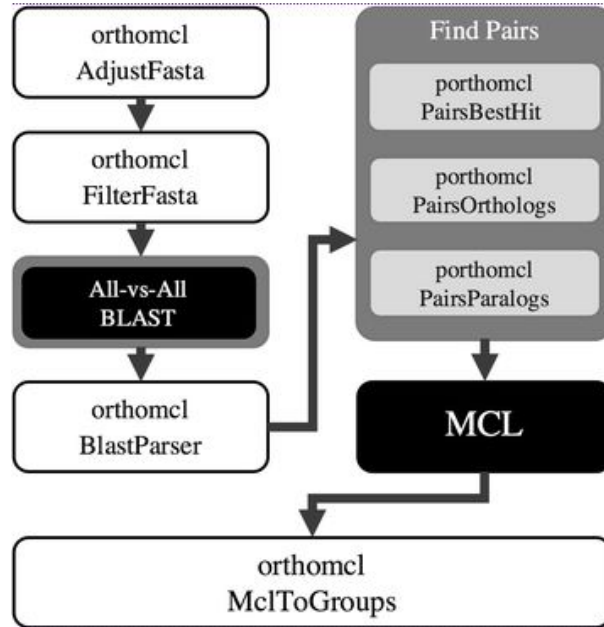 orthomcl
AdjustFasta
orthomcl
FilterFasta
All-vs-All
BLAST
orthomcl
BlastParser
Find Pairs
porthomcl
PairsBestHit
porthomcl
PairsOrthologs
porthomcl
PairsParalogs
MCL
orthomcl
MclToGroups